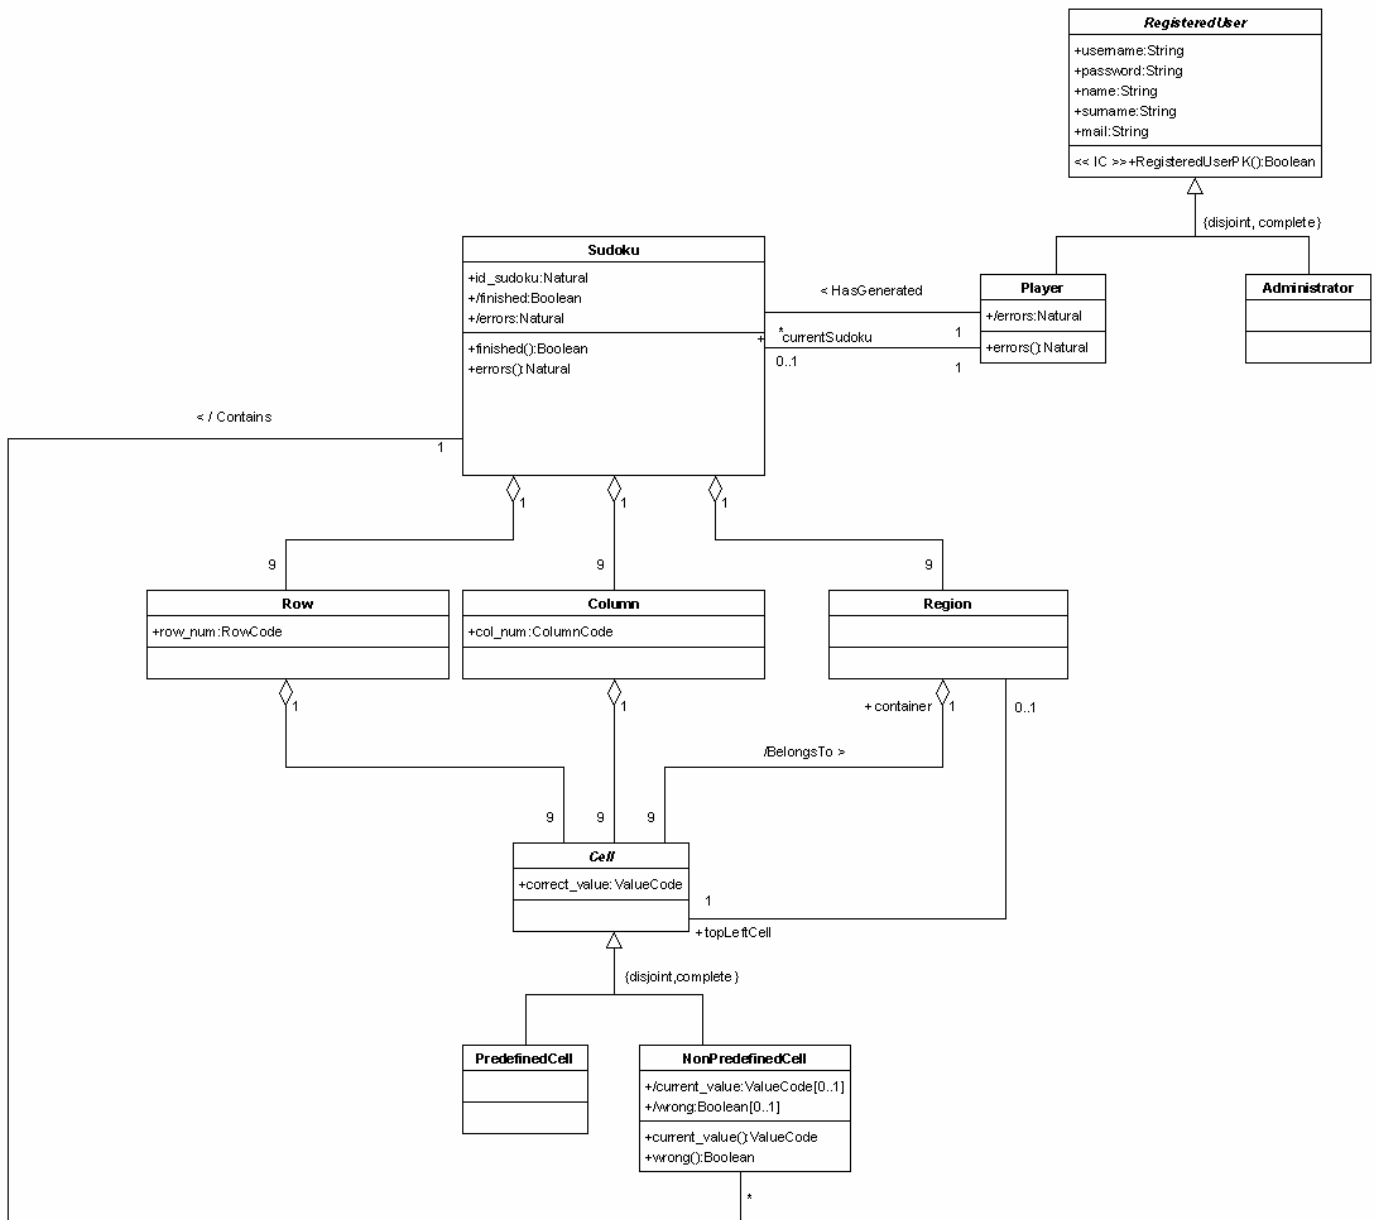 RegisteredUser
+username:String
+password:String
+name:String
+surname:String
+mail:String
<< IC >>+RegisteredUserPK():Boolean
{disjoint, complete}
Sudoku
+id_sudoku:Natural
+/finished:Boolean
+/errors:Natural
+finished():Boolean
+errors():Natural
< HasGenerated
*
1
+
currentSudoku
0..1
1
Player
+/errors:Natural
+errors():Natural
Administrator
< / Contains
1
1
1
1
9
9
9
Row
+row_num:RowCode
Column
+col_num:ColumnCode
Region
1
1
+ container
1
0..1
/BelongsTo >
9
9
9
Cell
+correct_value:ValueCode
1
+topLeftCell
{disjoint,complete }
PredefinedCell
NonPredefinedCell
+/current_value:ValueCode[0..1]
+/wrong:Boolean[0..1]
+current_value():ValueCode
+wrong():Boolean
*